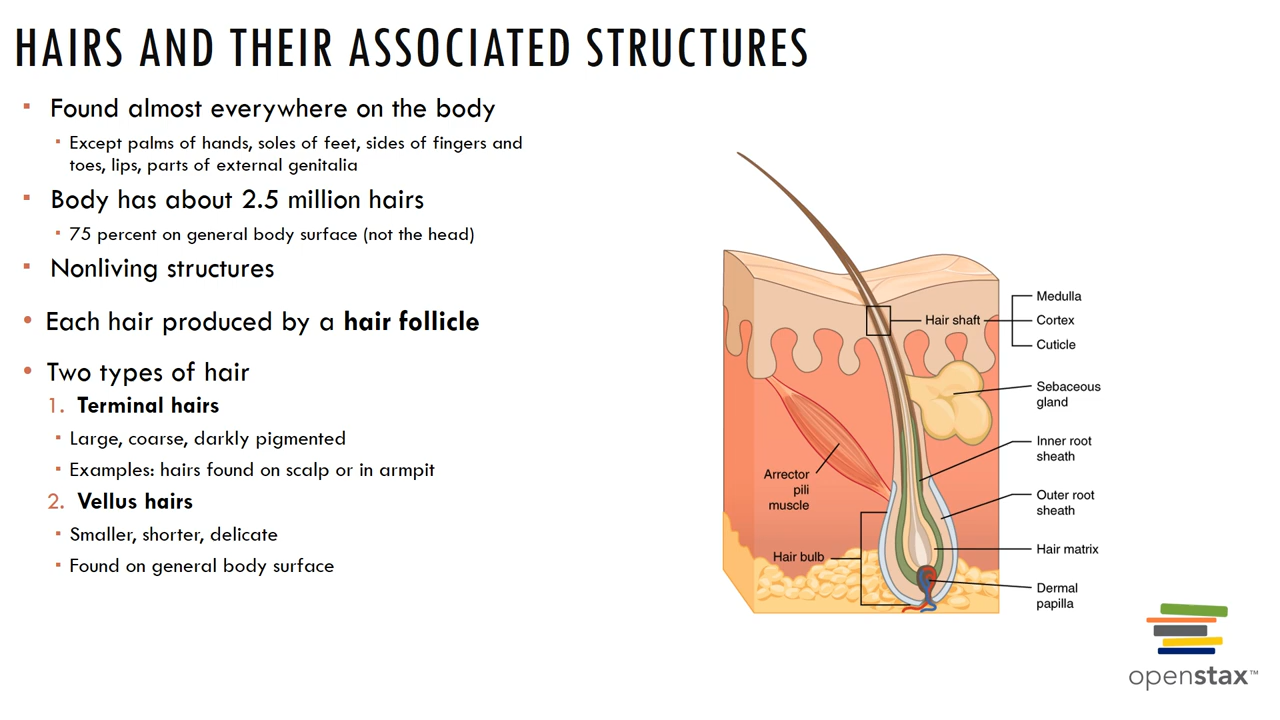 HAIRS AND THEIR ASSOCIATED STRUCTURES
▪ Found almost everywhere on the body
▪ Except palms of hands, soles of feet, sides of fingers and
toes, lips, parts of external genitalia
▪ Body has about 2.5 million hairs
▪ 75 percent on general body surface (not the head)
▪ Nonliving structures
• Each hair produced by a hair follicle
• Two types of hair
1. Terminal hairs
▪ Large, coarse, darkly pigmented
▪ Examples: hairs found on scalp or in armpit
2. Vellus hairs
▪ Smaller, shorter, delicate
▪ Found on general body surface
Hair shaft
Medulla
Cortex
Cuticle
Sebaceous
gland
Inner root
sheath
Outer root
sheath
Hair matrix
Dermal
papilla
Arrector
pili
muscle
Hair bulb
openstax™